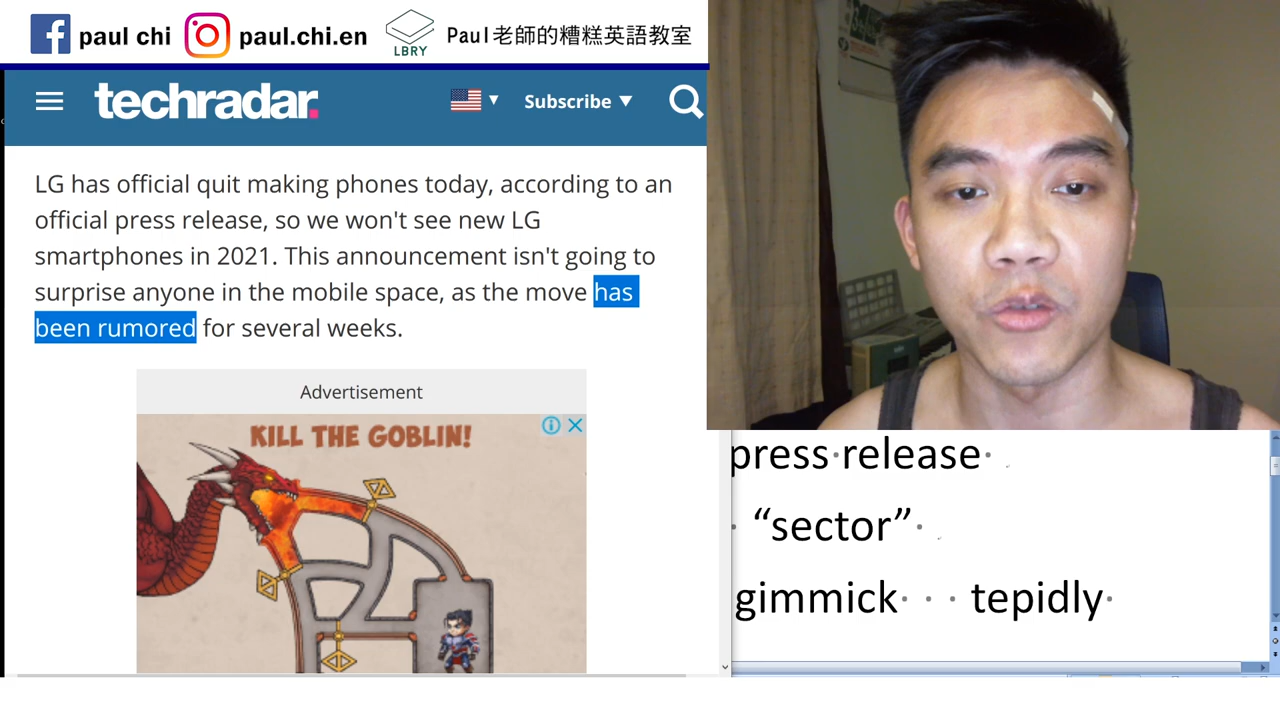 paul chi
paul.chi.en
LBRY
Paul老師的糟糕英語教室
techradar.
Subscribe
LG has official quit making phones today, according to an
official press release, so we won't see new LG
smartphones in 2021. This announcement isn't going to
surprise anyone in the mobile space, as the move has
been rumored for several weeks.
Advertisement
KILL THE GOBLIN!
press release
“sector”
gimmick tepidly